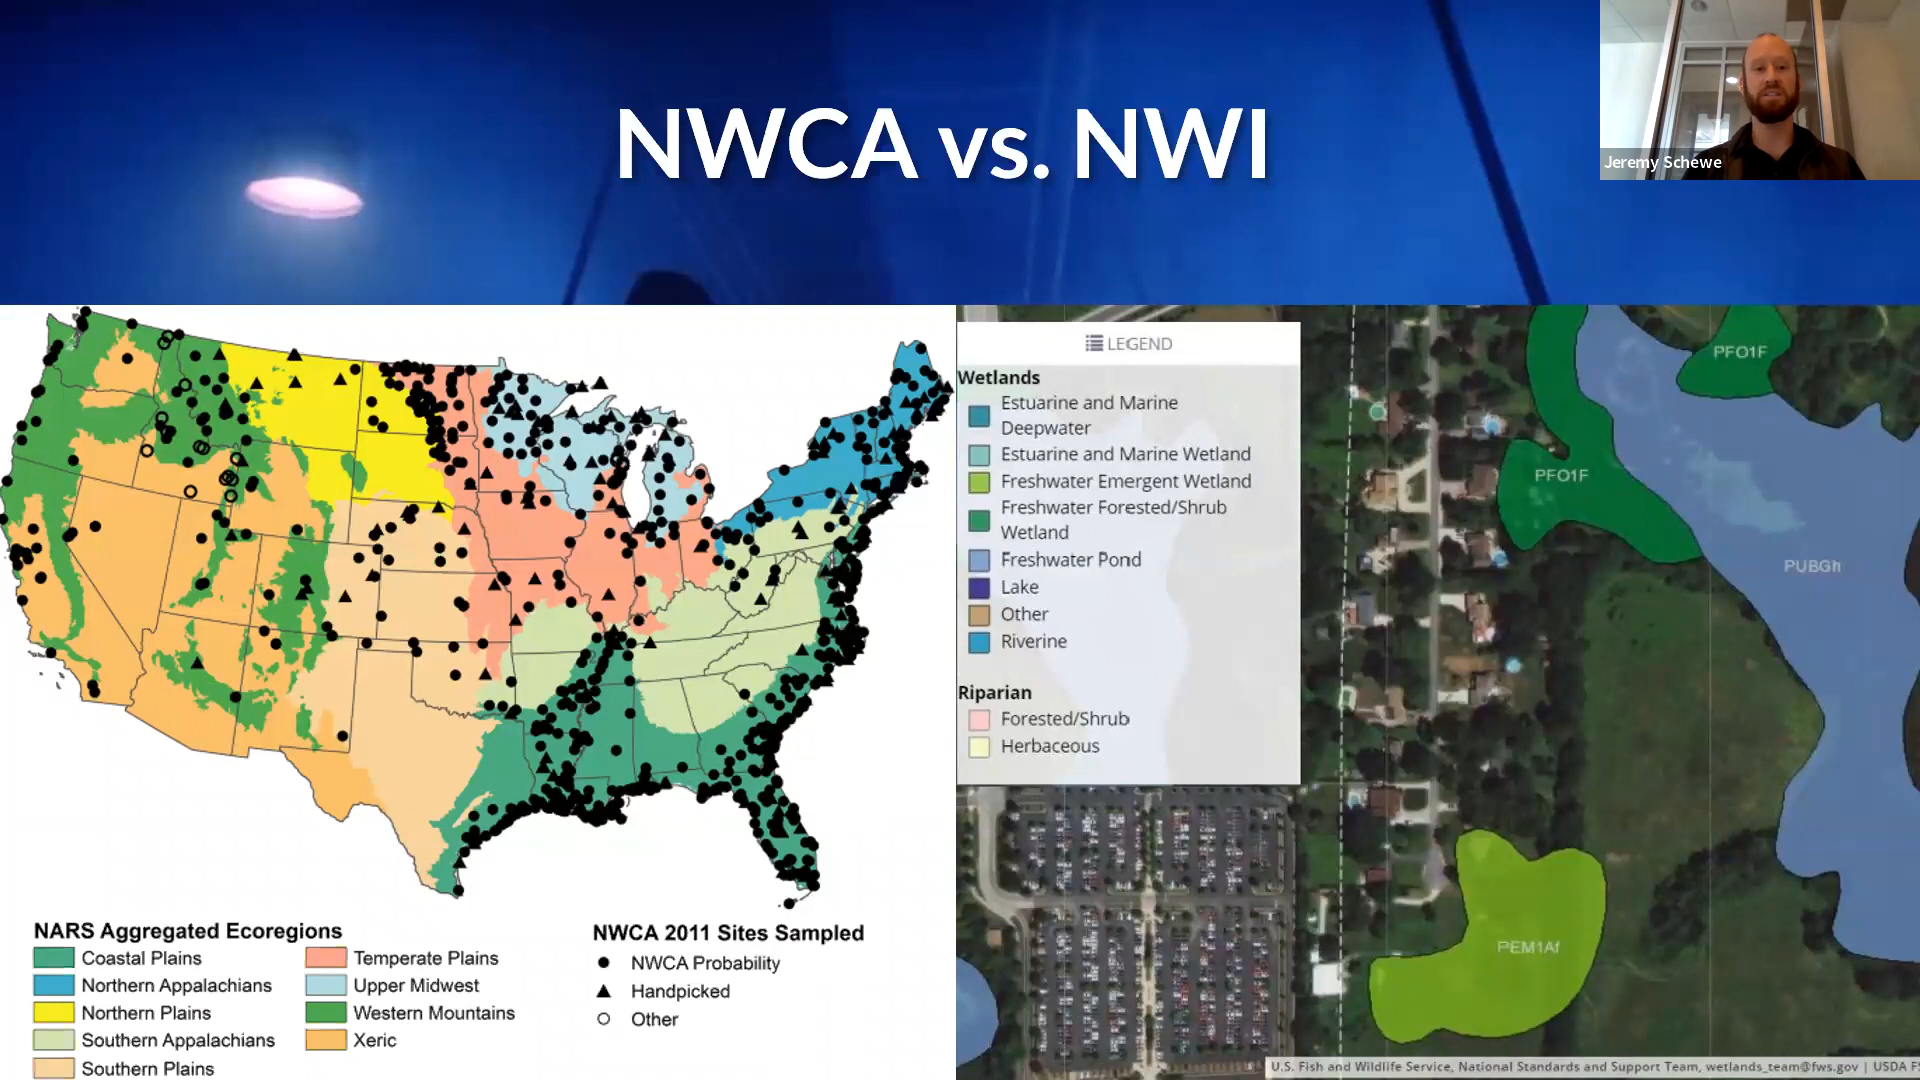 NWCA vs. NWI
Jeremy Schewe
NARS Aggregated Ecoregions
Coastal Plains
Northern Appalachians
Northern Plains
Southern Appalachians
Southern Plains
Temperate Plains
Upper Midwest
Western Mountains
Xeric
NWCA 2011 Sites Sampled
NWCA Probability
Handpicked
Other
LEGEND
Wetlands
Estuarine and Marine
Deepwater
Estuarine and Marine Wetland
Freshwater Emergent Wetland
Freshwater Forested/Shrub
Wetland
Freshwater Pond
Lake
Other
Riverine
Riparian
Forested/Shrub
Herbaceous
PFO1F
PFO1F
PUBGh
PEM1Af
U.S. Fish and Wildlife Service, National Standards and Support Team, wetlands_team@fws.gov | USDA F